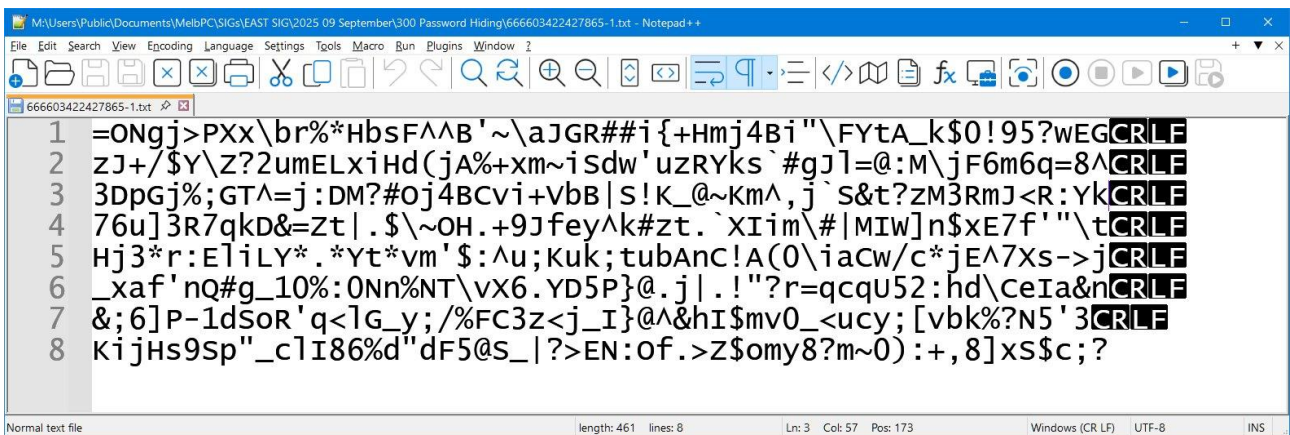 M:\Users\Public\Documents\MelbPC\SIGs\EAST SIG\2025 09 September\300 Password Hiding\666603422427865-1.txt - Notepad++
File Edit Search View Encoding Language Settings Tools Macro Run Plugins Window ?
666603422427865-1.txt
1 =ONgj>PXx\br%*HbsF^^B'~\aJGR##i{+Hmj4Bi"\FYtA_k$O!95?wEGCRLF
2 zJ+/$Y\Z?2umELxiHd(jA%+xm~iSdw'uzRYks`#gJl=@:M\jF6m6q=8^CRLF
3 3DpGj%;GT^=j:DM?#Oj4BCvi+VbB|S!K_@~Km^,j`S&t?zM3RmJ<R:YkCRLF
4 76u]3R7qkD&=Zt|.$\~OH.+9Jfey^k#zt.`XIim\#|MIW]n$xE7f'"\tCRLF
5 Hj3*r:EliLY*.*Yt*vm'$:^u;Kuk;tubAnC!A(O\iaCw/c*jE^7Xs->jCRLF
6 _xaf'nQ#g_1O%:ONn%NT\vX6.YD5P}@.j|.!"?r=qcqU52:hd\CeIa&nCRLF
7 &;6]P-1dSoR'q<lG_y;/%FC3z<j_I}@^&hI$mvO_<ucy;[vbk%?N5'3CRLF
8 KijHs9Sp"_clI86%d"dF5@S_|?>EN:Of.>Z$omy8?m~O):+,8]xS$c;?
Normal text file length: 461 lines: 8 Ln: 3 Col: 57 Pos: 173 Windows (CR LF) UTF-8 INS